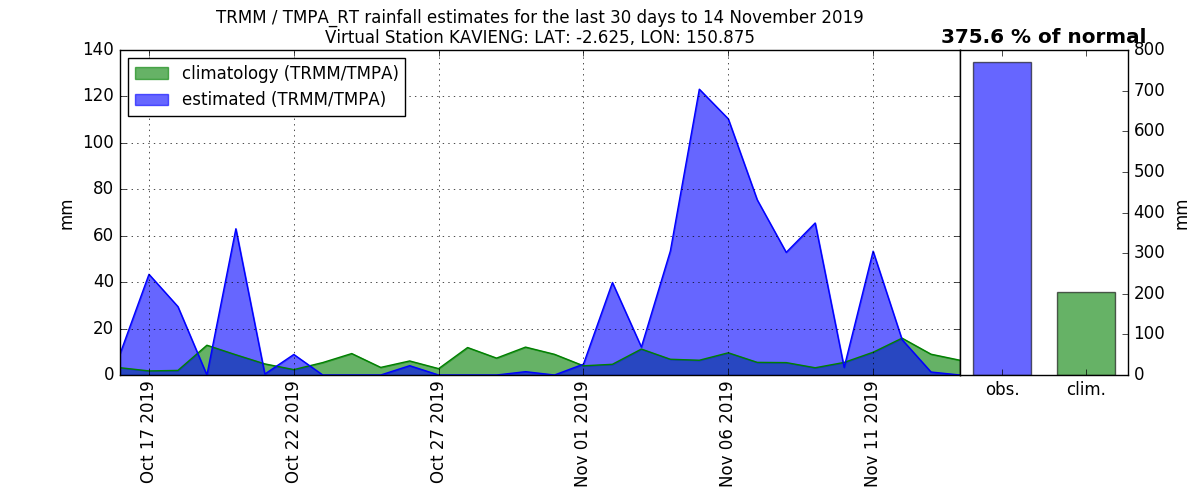 TRMM / TMPA_RT rainfall estimates for the last 30 days to 14 November 2019
Virtual Station KAVIENG: LAT: -2.625, LON: 150.875
375.6 % of normal
climatology (TRMM/TMPA)
estimated (TRMM/TMPA)
140
120
100
80
60
40
20
0
mm
Oct 17 2019
Oct 22 2019
Oct 27 2019
Nov 01 2019
Nov 06 2019
Nov 11 2019
obs.
clim.
800
700
600
500
400
300
200
100
0
mm